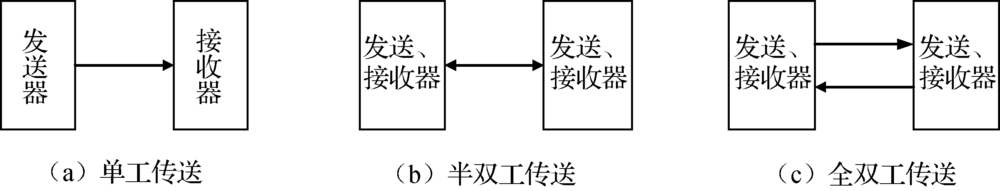 发送器
接收器
发送、
接收器
发送、
接收器
发送、
接收器
发送、
接收器
（a）单工传送
（b）半双工传送
（c）全双工传送